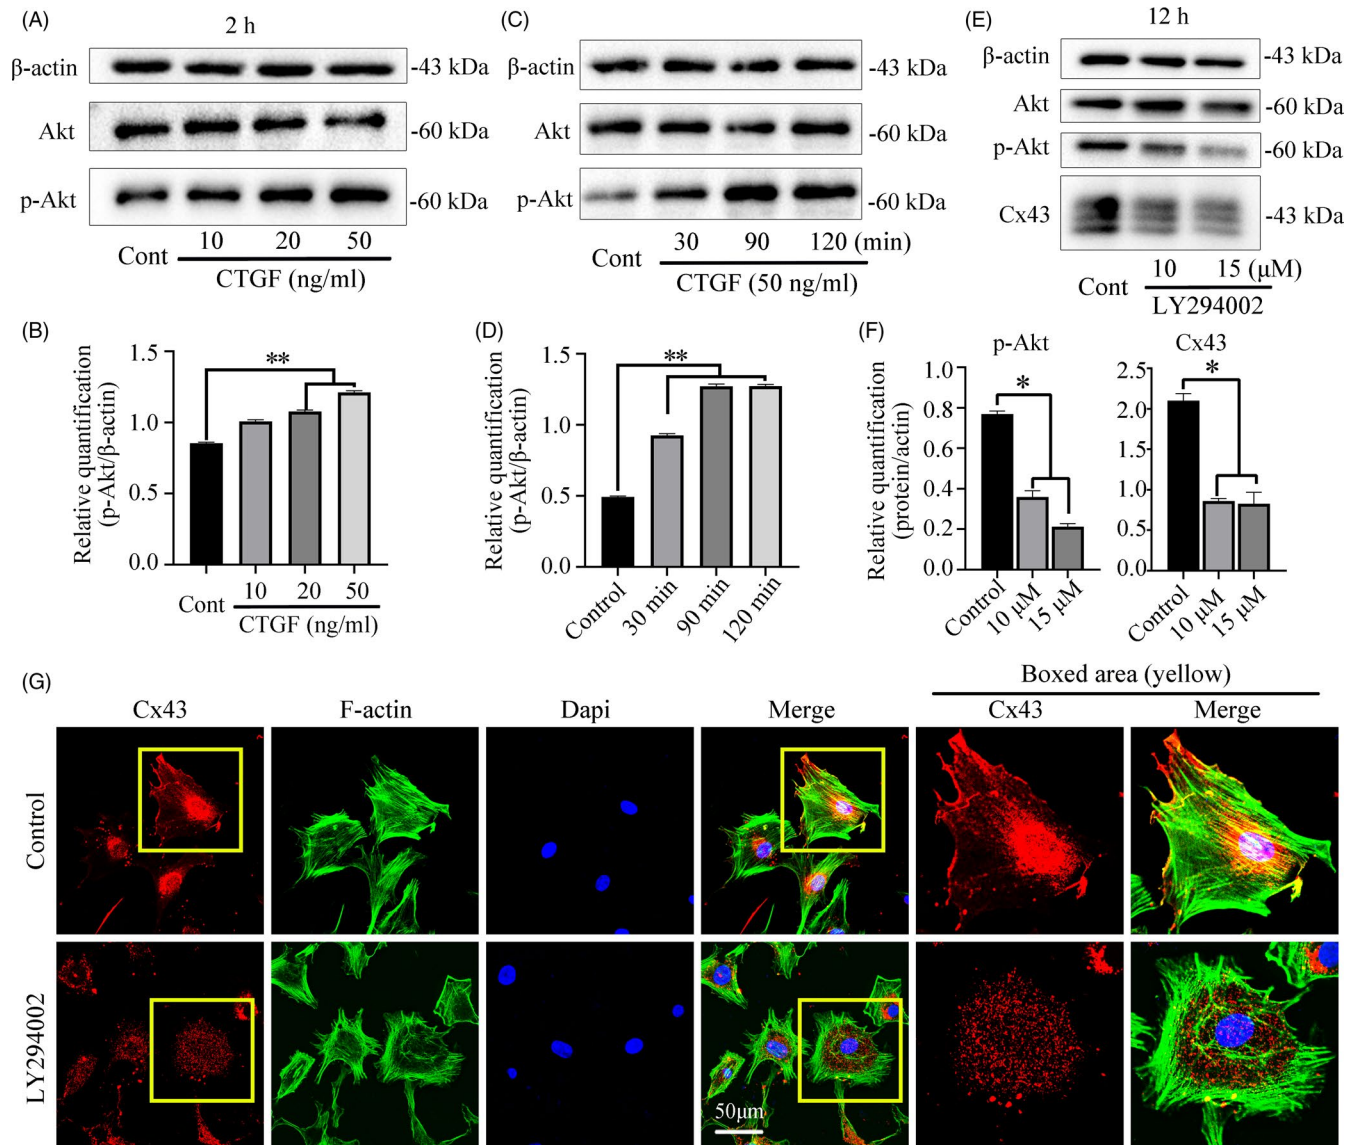 (A)
2 h
β-actin
-43 kDa
Akt
-60 kDa
p-Akt
-60 kDa
Cont
10 20 50
CTGF (ng/ml)
(C)
β-actin
-43 kDa
Akt
-60 kDa
p-Akt
-60 kDa
Cont
30 90 120 (min)
CTGF (50 ng/ml)
(E)
12 h
β-actin
-43 kDa
Akt
-60 kDa
p-Akt
-60 kDa
Cx43
-43 kDa
Cont
10 15 (μM)
LY294002
(B)
Relative quantification
(p-Akt/β-actin)
1.5
1.0
0.5
0.0
**
Cont
10 20 50
CTGF (ng/ml)
(D)
Relative quantification
(p-Akt/β-actin)
1.5
1.0
0.5
0.0
**
Control
30 min
90 min
120 min
(F)
Relative quantification
(protein/actin)
p-Akt
1.0
0.8
0.6
0.4
0.2
0.0
*
Control
10 μM
15 μM
Cx43
2.5
2.0
1.5
1.0
0.5
0.0
*
Control
10 μM
15 μM
(G)
Boxed area (yellow)
Cx43 F-actin Dapi Merge Cx43 Merge
Control
LY294002
50μm